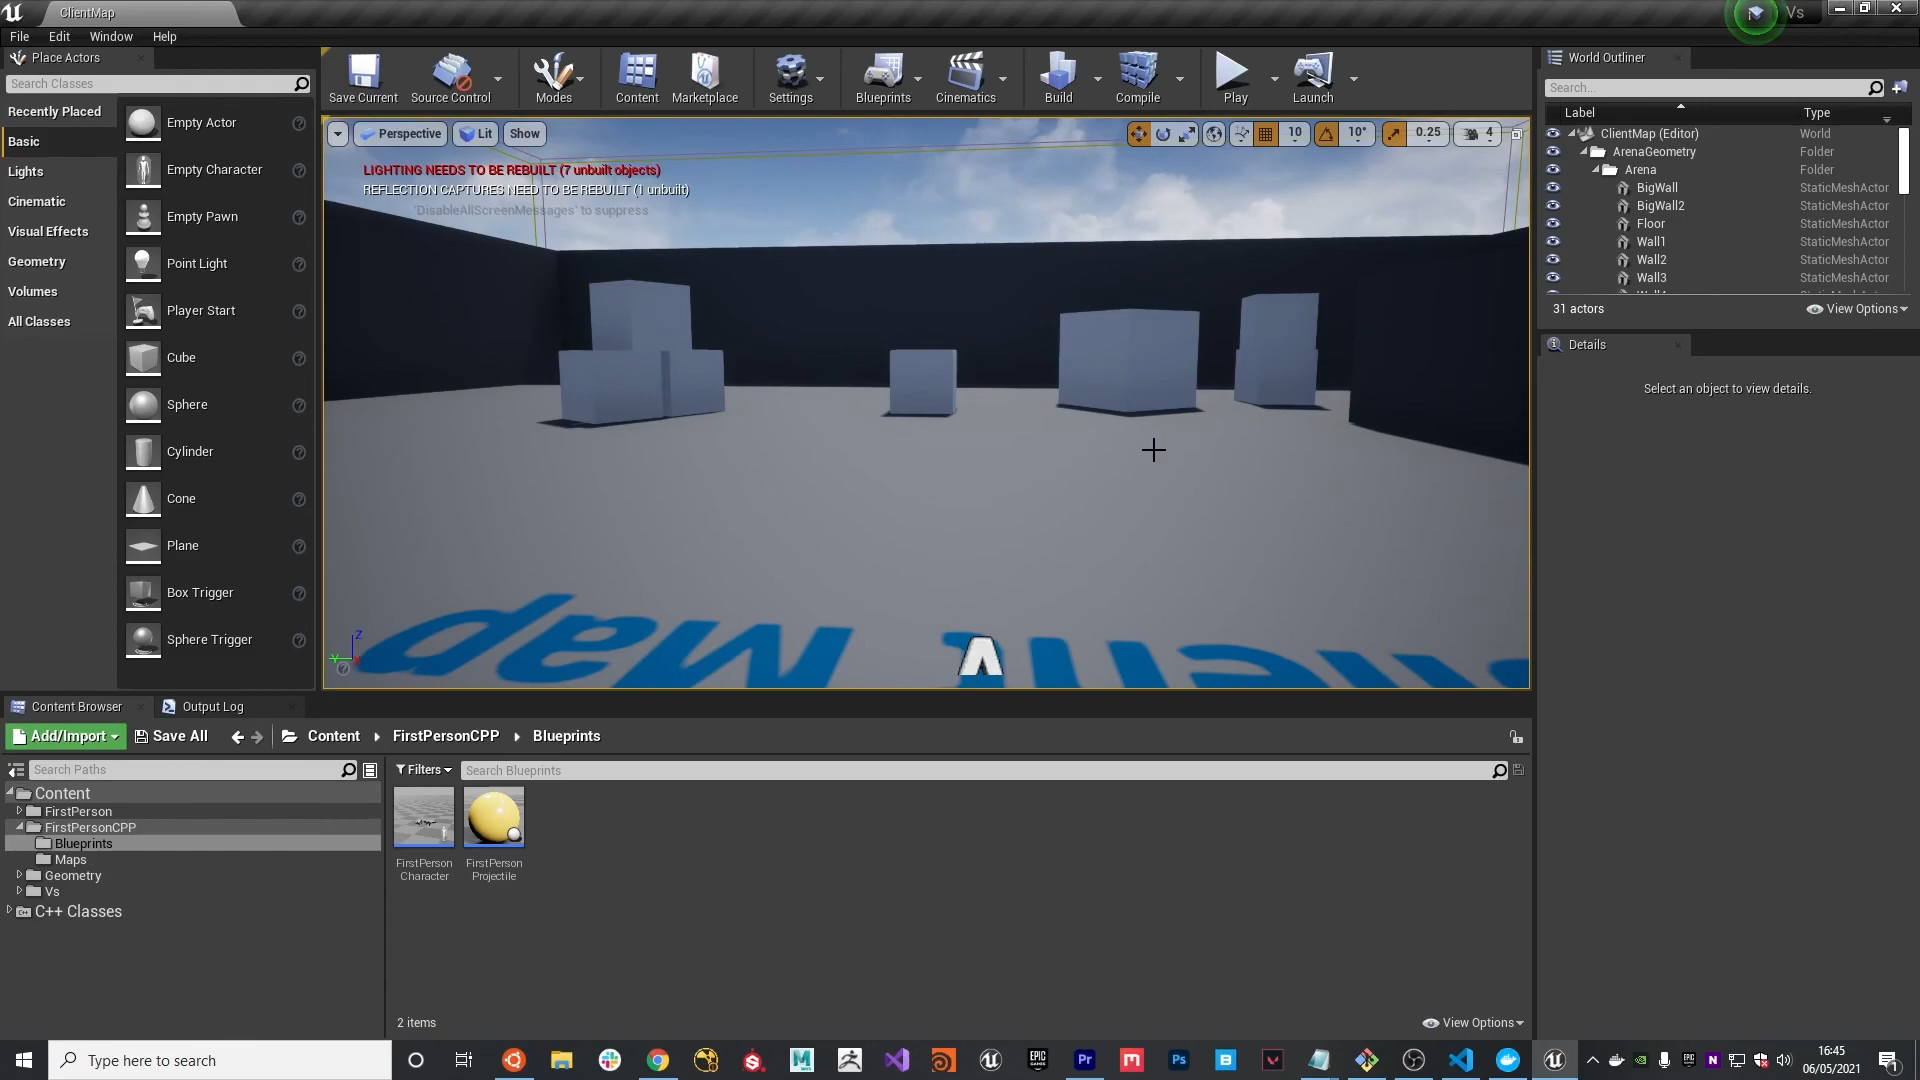 ClientMap
Vs
File Edit Window Help
Place Actors
Search Classes
Recently Placed
Basic
Lights
Cinematic
Visual Effects
Geometry
Volumes
All Classes
Empty Actor
Empty Character
Empty Pawn
Point Light
Player Start
Cube
Sphere
Cylinder
Cone
Plane
Box Trigger
Sphere Trigger
Save Current
Source Control
Modes
Content
Marketplace
Settings
Blueprints
Cinematics
Build
Compile
Play
Launch
Perspective
Lit
Show
10
10°
0.25
4
LIGHTING NEEDS TO BE REBUILT (7 unbuilt objects)
REFLECTION CAPTURES NEED TO BE REBUILT (1 unbuilt)
'DisableAllScreenMessages' to suppress
Map
Z
Y
World Outliner
Search...
Label Type
ClientMap (Editor) World
ArenaGeometry Folder
Arena Folder
BigWall StaticMeshActor
BigWall2 StaticMeshActor
Floor StaticMeshActor
Wall1 StaticMeshActor
Wall2 StaticMeshActor
Wall3 StaticMeshActor
31 actors
View Options
Details
Select an object to view details.
Content Browser
Output Log
Add/Import
Save All
Content
FirstPersonCPP
Blueprints
Search Paths
Filters
Search Blueprints
Content
FirstPerson
FirstPersonCPP
Blueprints
Maps
Geometry
Vs
C++ Classes
FirstPerson
Character
FirstPerson
Projectile
2 items
View Options
Type here to search
EPIC
GAMES
Pr
Ps
16:45
06/05/2021